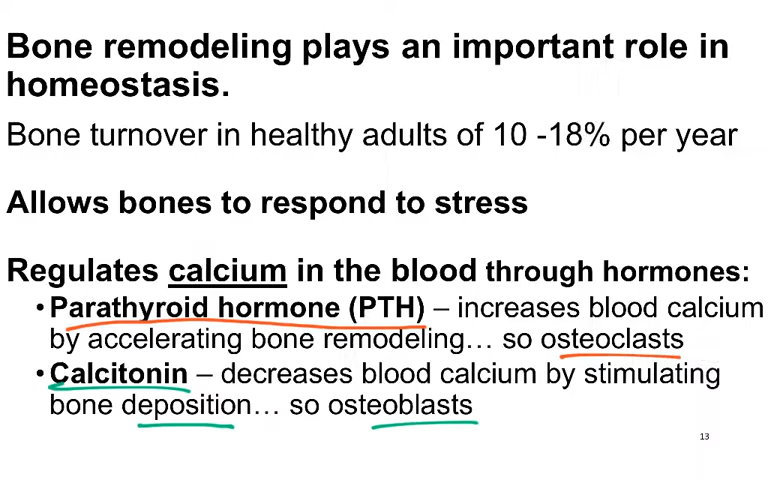 Bone remodeling plays an important role in
homeostasis.
Bone turnover in healthy adults of 10 -18% per year
Allows bones to respond to stress
Regulates calcium in the blood through hormones:
• Parathyroid hormone (PTH) – increases blood calcium
by accelerating bone remodeling… so osteoclasts
• Calcitonin – decreases blood calcium by stimulating
bone deposition… so osteoblasts
13